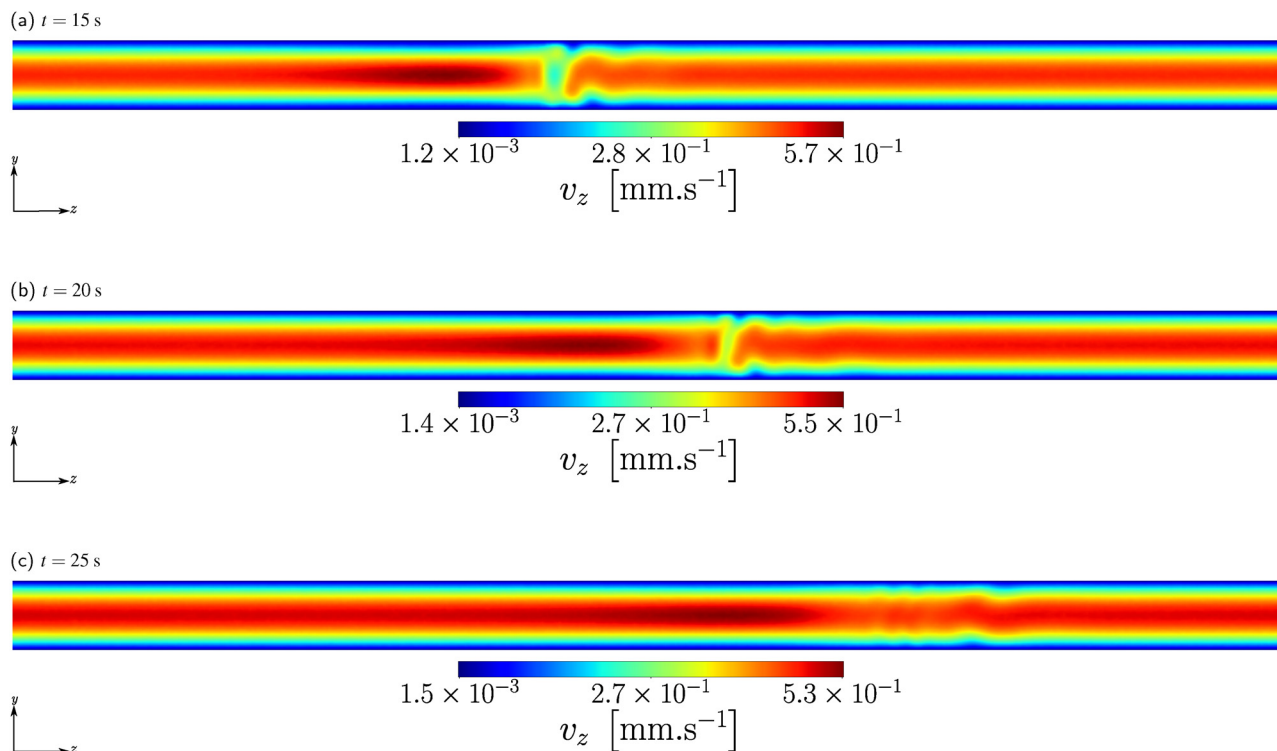 (a) t = 15 s
1.2 × 10⁻³ 2.8 × 10⁻¹ 5.7 × 10⁻¹
v_z [mm.s⁻¹]
y
z
(b) t = 20 s
1.4 × 10⁻³ 2.7 × 10⁻¹ 5.5 × 10⁻¹
v_z [mm.s⁻¹]
y
z
(c) t = 25 s
1.5 × 10⁻³ 2.7 × 10⁻¹ 5.3 × 10⁻¹
v_z [mm.s⁻¹]
y
z